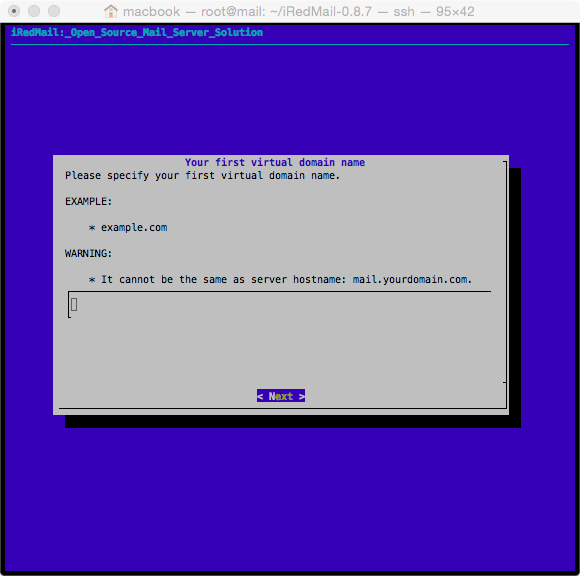 macbook — root@mail: ~/iRedMail-0.8.7 — ssh — 95×42
iRedMail:_Open_Source_Mail_Server_Solution
Your first virtual domain name
Please specify your first virtual domain name.
EXAMPLE:
* example.com
WARNING:
* It cannot be the same as server hostname: mail.yourdomain.com.
< Next >